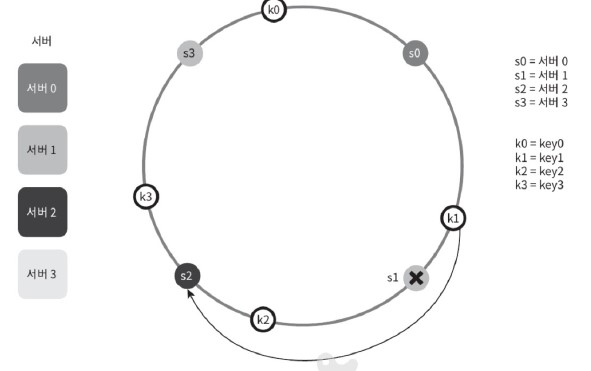 서버
서버 0
서버 1
서버 2
서버 3
k0
s3
s0
k3
k1
s2
s1
k2
s0 = 서버 0
s1 = 서버 1
s2 = 서버 2
s3 = 서버 3
k0 = key0
k1 = key1
k2 = key2
k3 = key3